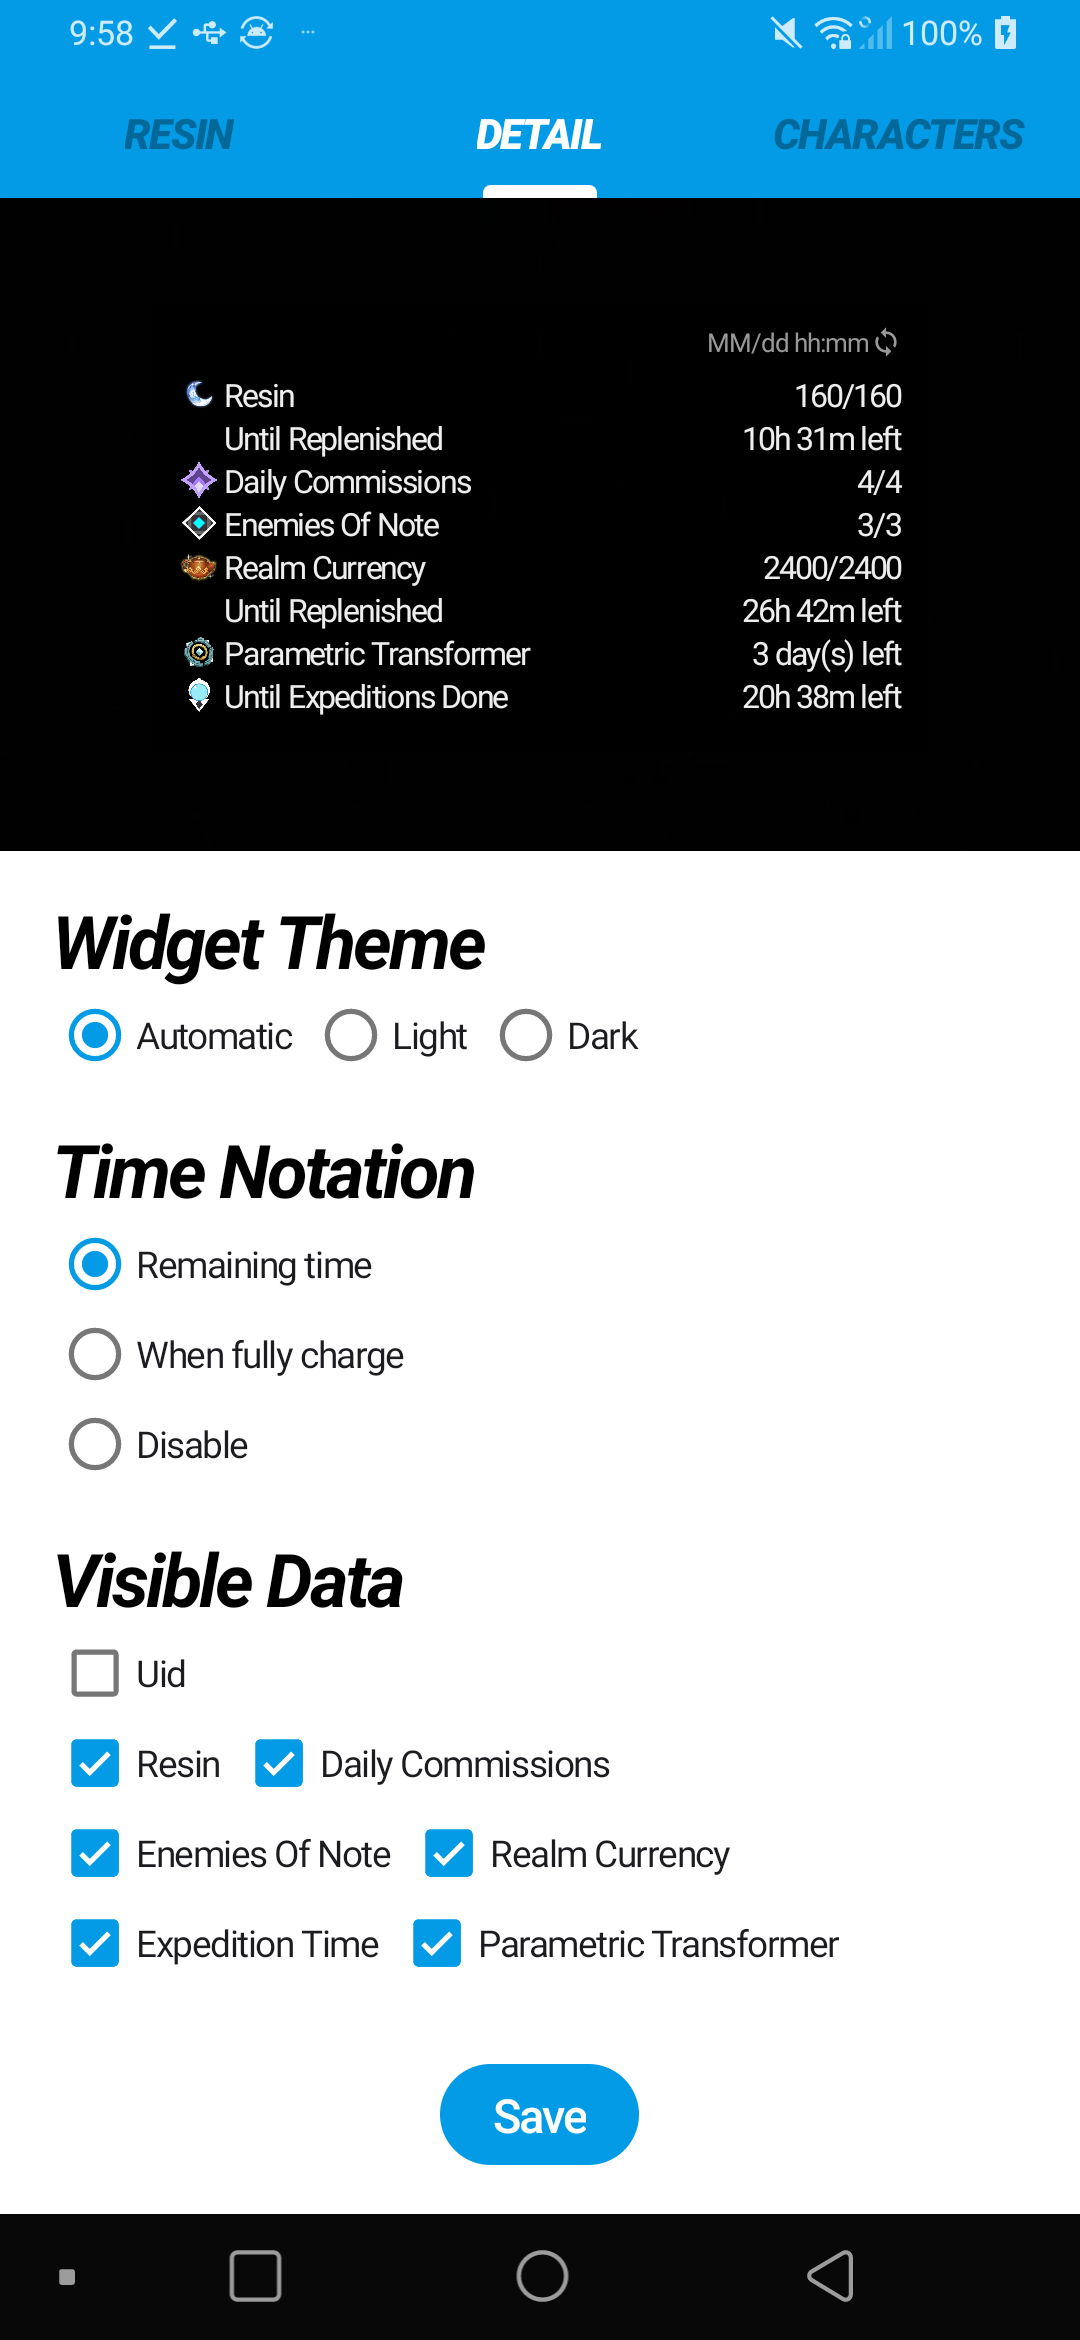 9:58 100%
RESIN DETAIL CHARACTERS
MM/dd hh:mm
Resin 160/160
Until Replenished 10h 31m left
Daily Commissions 4/4
Enemies Of Note 3/3
Realm Currency 2400/2400
Until Replenished 26h 42m left
Parametric Transformer 3 day(s) left
Until Expeditions Done 20h 38m left
Widget Theme
Automatic Light Dark
Time Notation
Remaining time
When fully charge
Disable
Visible Data
Uid
Resin Daily Commissions
Enemies Of Note Realm Currency
Expedition Time Parametric Transformer
Save